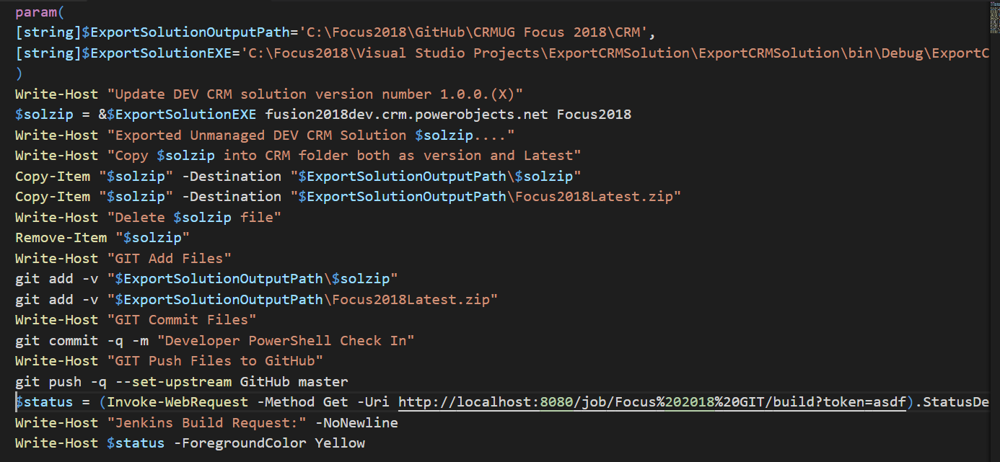 param(
[string]$ExportSolutionOutputPath='C:\Focus2018\GitHub\CRMUG Focus 2018\CRM',
[string]$ExportSolutionEXE='C:\Focus2018\Visual Studio Projects\ExportCRMSolution\ExportCRMSolution\bin\Debug\ExportC
)
Write-Host "Update DEV CRM solution version number 1.0.0.(X)"
$solzip = &$ExportSolutionEXE fusion2018dev.crm.powerobjects.net Focus2018
Write-Host "Exported Unmanaged DEV CRM Solution $solzip...."
Write-Host "Copy $solzip into CRM folder both as version and Latest"
Copy-Item "$solzip" -Destination "$ExportSolutionOutputPath\$solzip"
Copy-Item "$solzip" -Destination "$ExportSolutionOutputPath\Focus2018Latest.zip"
Write-Host "Delete $solzip file"
Remove-Item "$solzip"
Write-Host "GIT Add Files"
git add -v "$ExportSolutionOutputPath\$solzip"
git add -v "$ExportSolutionOutputPath\Focus2018Latest.zip"
Write-Host "GIT Commit Files"
git commit -q -m "Developer PowerShell Check In"
Write-Host "GIT Push Files to GitHub"
git push -q --set-upstream GitHub master
$status = (Invoke-WebRequest -Method Get -Uri http://localhost:8080/job/Focus%202018%20GIT/build?token=asdf).StatusDe
Write-Host "Jenkins Build Request:" -NoNewline
Write-Host $status -ForegroundColor Yellow